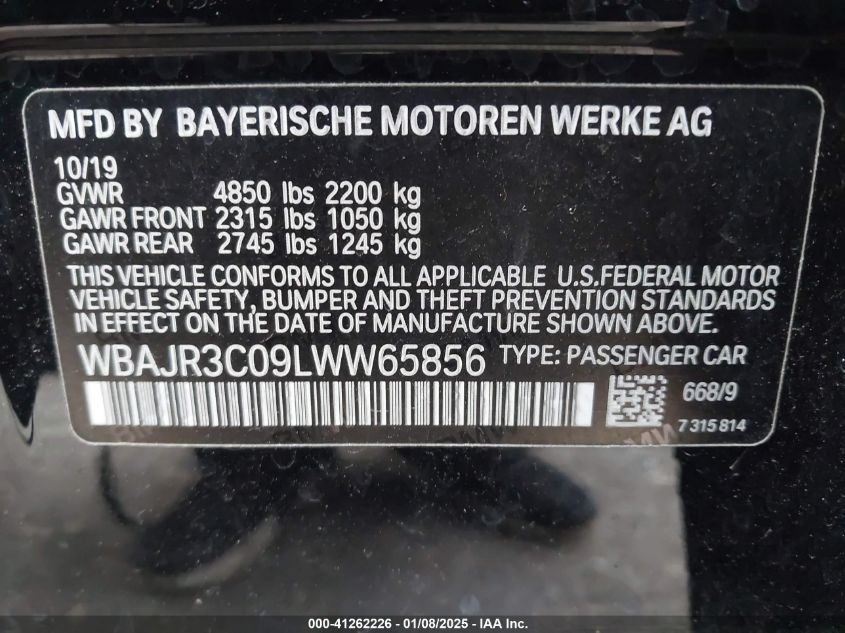 MFD BY BAYERISCHE MOTOREN WERKE AG
10/19
GVWR 4850 lbs 2200 kg
GAWR FRONT 2315 lbs 1050 kg
GAWR REAR 2745 lbs 1245 kg
THIS VEHICLE CONFORMS TO ALL APPLICABLE U.S.FEDERAL MOTOR
VEHICLE SAFETY, BUMPER AND THEFT PREVENTION STANDARDS
IN EFFECT ON THE DATE OF MANUFACTURE SHOWN ABOVE.
WBAJR3C09LWW65856 TYPE: PASSENGER CAR
668/9
7 315 814
000-41262226 - 01/08/2025 - IAA Inc.